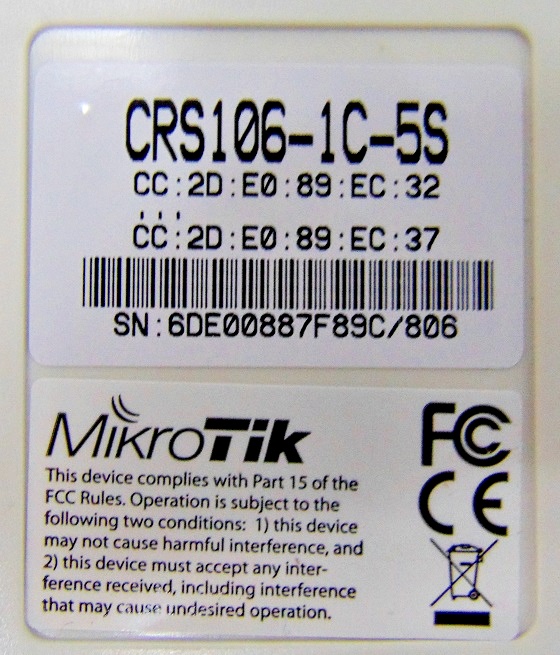 CRS106-1C-5S
CC:2D:E0:89:EC:32
...
CC:2D:E0:89:EC:37
SN:6DE00887F89C/806
MikroTik
FC
CE
This device complies with Part 15 of the
FCC Rules. Operation is subject to the
following two conditions: 1) this device
may not cause harmful interference, and
2) this device must accept any inter-
ference received, including interference
that may cause undesired operation.